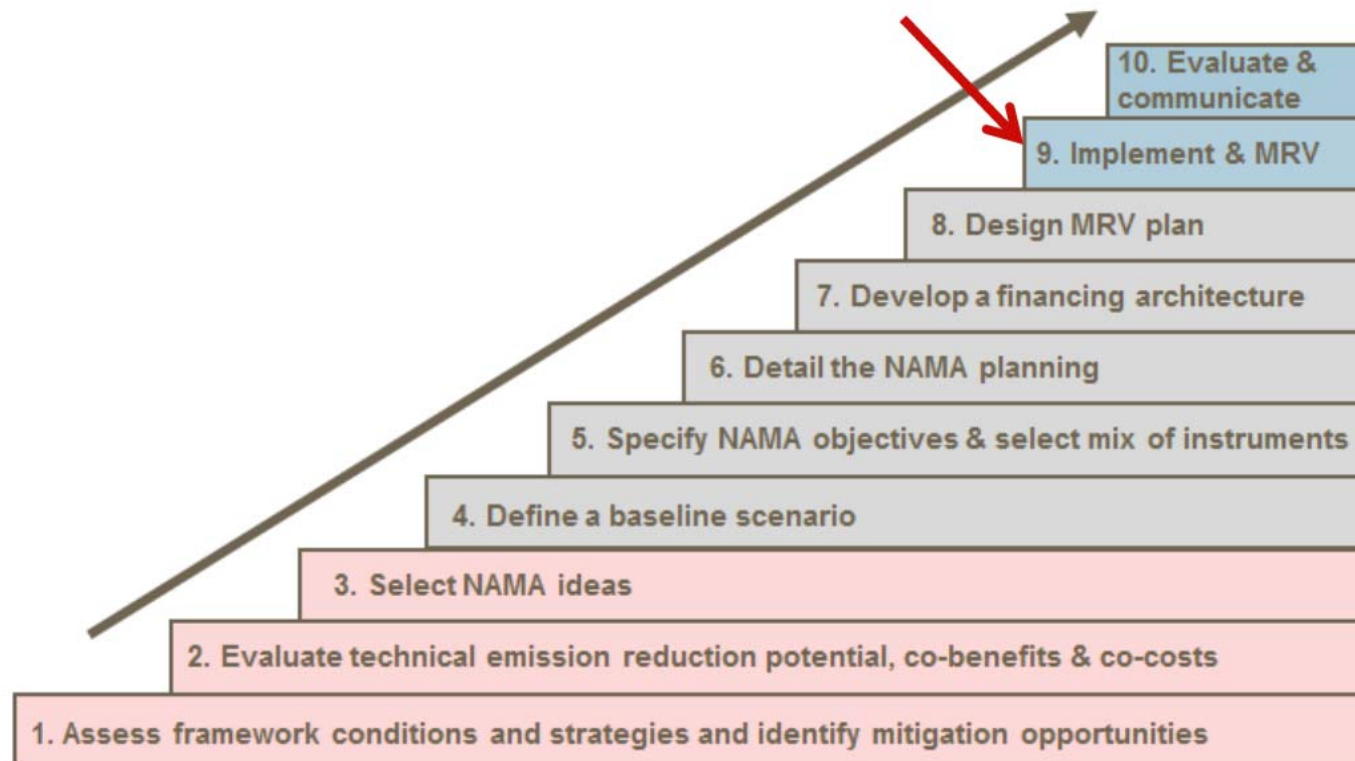 10. Evaluate &
communicate
9. Implement & MRV
8. Design MRV plan
7. Develop a financing architecture
6. Detail the NAMA planning
5. Specify NAMA objectives & select mix of instruments
4. Define a baseline scenario
3. Select NAMA ideas
2. Evaluate technical emission reduction potential, co-benefits & co-costs
1. Assess framework conditions and strategies and identify mitigation opportunities